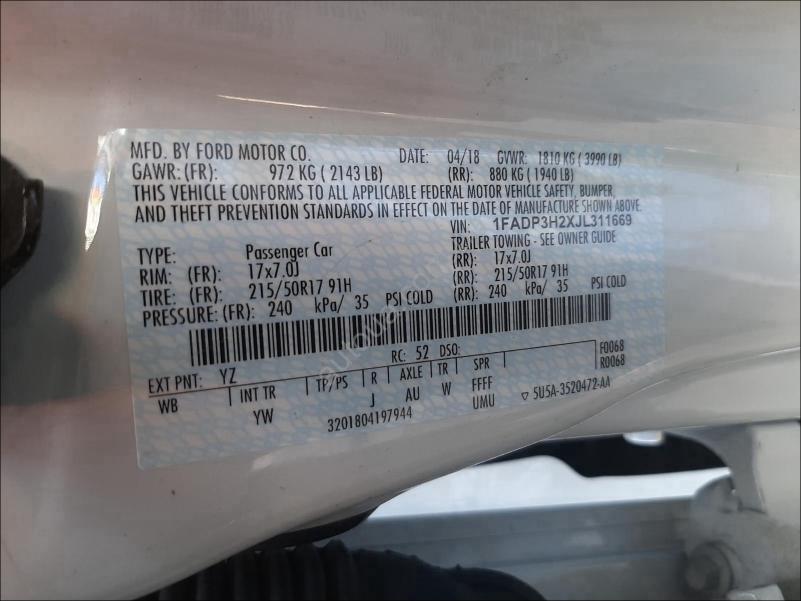 MFD. BY FORD MOTOR CO. DATE: 04/18 GVWR: 1810 KG ( 3990 LB)
GAWR:(FR): 972 KG ( 2143 LB) (RR): 880 KG ( 1940 LB)
THIS VEHICLE CONFORMS TO ALL APPLICABLE FEDERAL MOTOR VEHICLE SAFETY, BUMPER,
AND THEFT PREVENTION STANDARDS IN EFFECT ON THE DATE OF MANUFACTURE SHOWN ABOVE.
VIN: 1FADP3H2XJL311669
TYPE: Passenger Car TRAILER TOWING - SEE OWNER GUIDE
RIM: (FR): 17x7.0J (RR): 17x7.0J
TIRE: (FR): 215/50R17 91H (RR): 215/50R17 91H
PRESSURE: (FR): 240 kPa/ 35 PSI COLD (RR): 240 kPa/ 35 PSI COLD
EXT PNT: YZ RC: 52 DSO: F0068
R0068
WB INT TR TP/PS R AXLE TR SPR
YW J AU W FFFF
UMU
3201804197944 ▽ 5U5A-3520472-AA